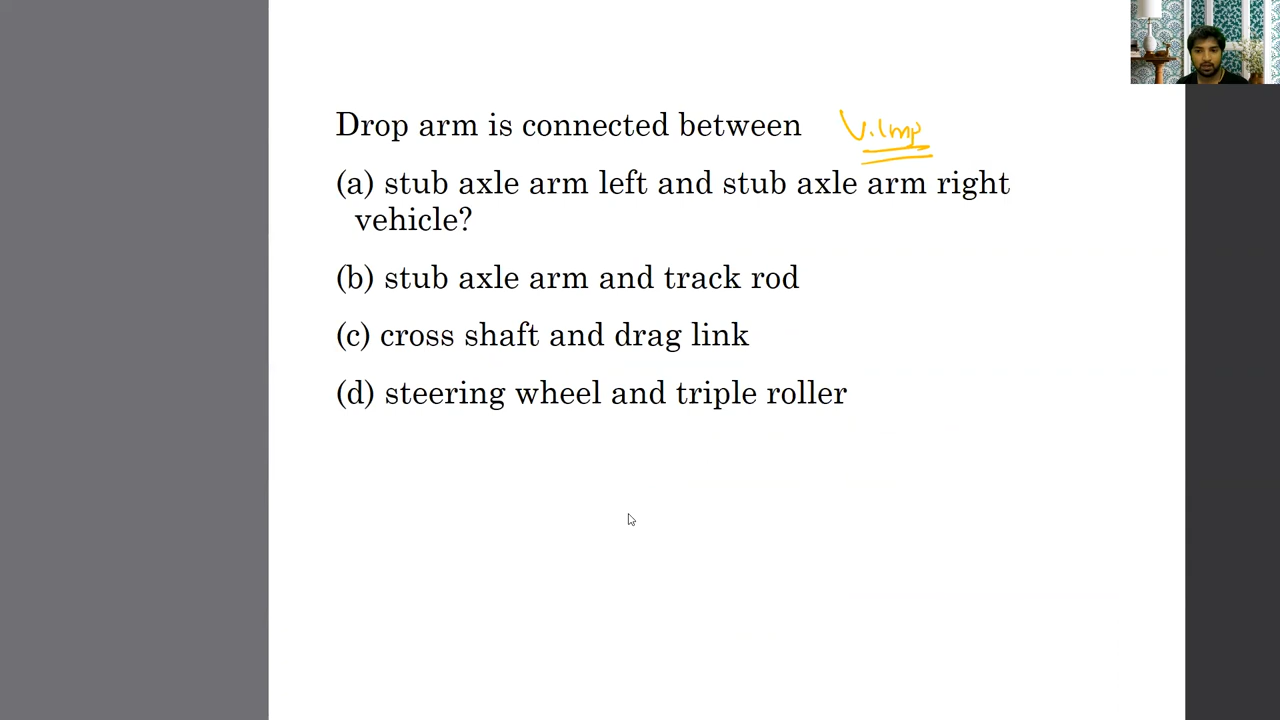 Drop arm is connected between V.Imp
(a) stub axle arm left and stub axle arm right
vehicle?
(b) stub axle arm and track rod
(c) cross shaft and drag link
(d) steering wheel and triple roller